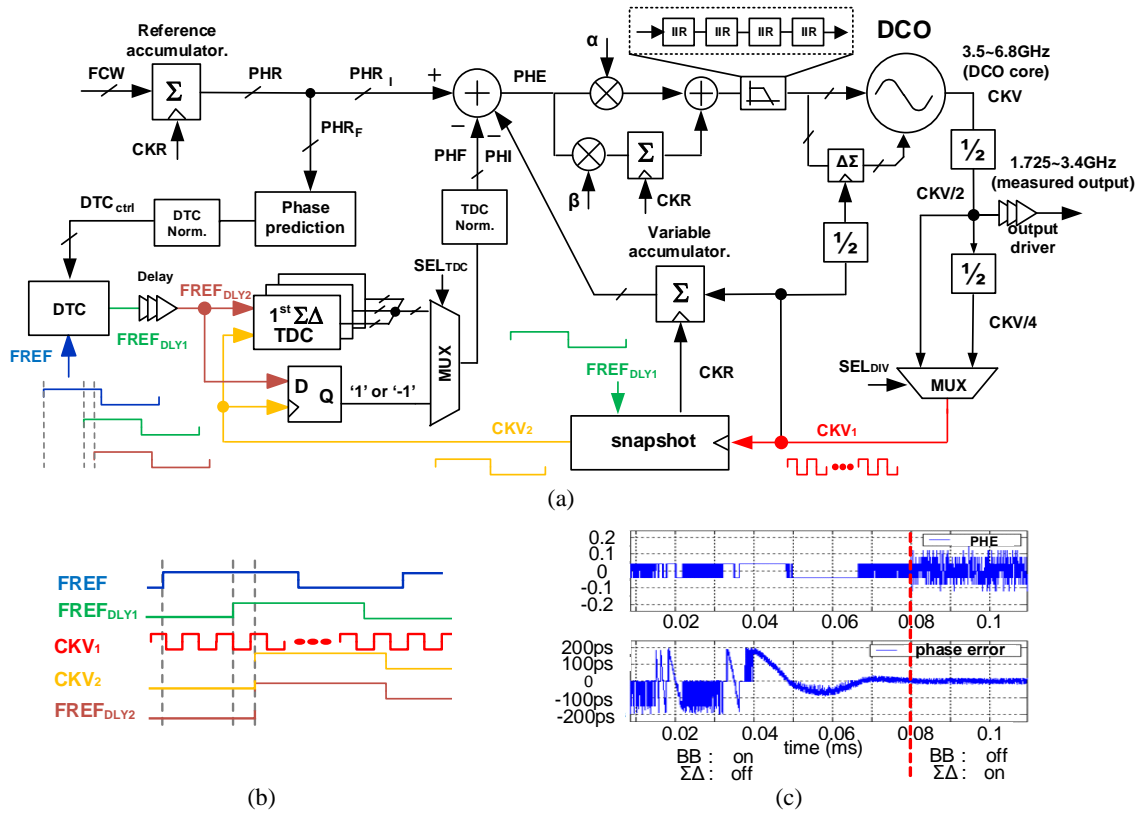 (a)
Reference
accumulator.
FCW
Σ
CKR
PHR
PHR_I
PHR_F
+
−
−
+
PHE
PHF
PHI
α
β
Σ
CKR
+
IIR IIR IIR IIR
DCO
3.5~6.8GHz
(DCO core)
CKV
½
1.725~3.4GHz
(measured output)
CKV/2
output
driver
ΔΣ
½
½
CKV/4
SEL_DIV
MUX
DTC_ctrl
DTC
Norm.
Phase
prediction
TDC
Norm.
Variable
accumulator.
Σ
SEL_TDC
MUX
DTC
Delay
FREF_DLY1
FREF_DLY2
FREF
1st ΣΔ
TDC
D
Q
'1' or '-1'
FREF_DLY1
CKR
snapshot
CKV₂
CKV₁
(a)
FREF
FREF_DLY1
CKV₁
CKV₂
FREF_DLY2
(b)
0.2
0.1
0
-0.1
-0.2
PHE
0.02 0.04 0.06 0.08 0.1
200ps
100ps
0
-100ps
-200ps
phase error
0.02 0.04 0.06 0.08 0.1
time (ms)
BB : on
ΣΔ : off
BB : off
ΣΔ : on
(c)